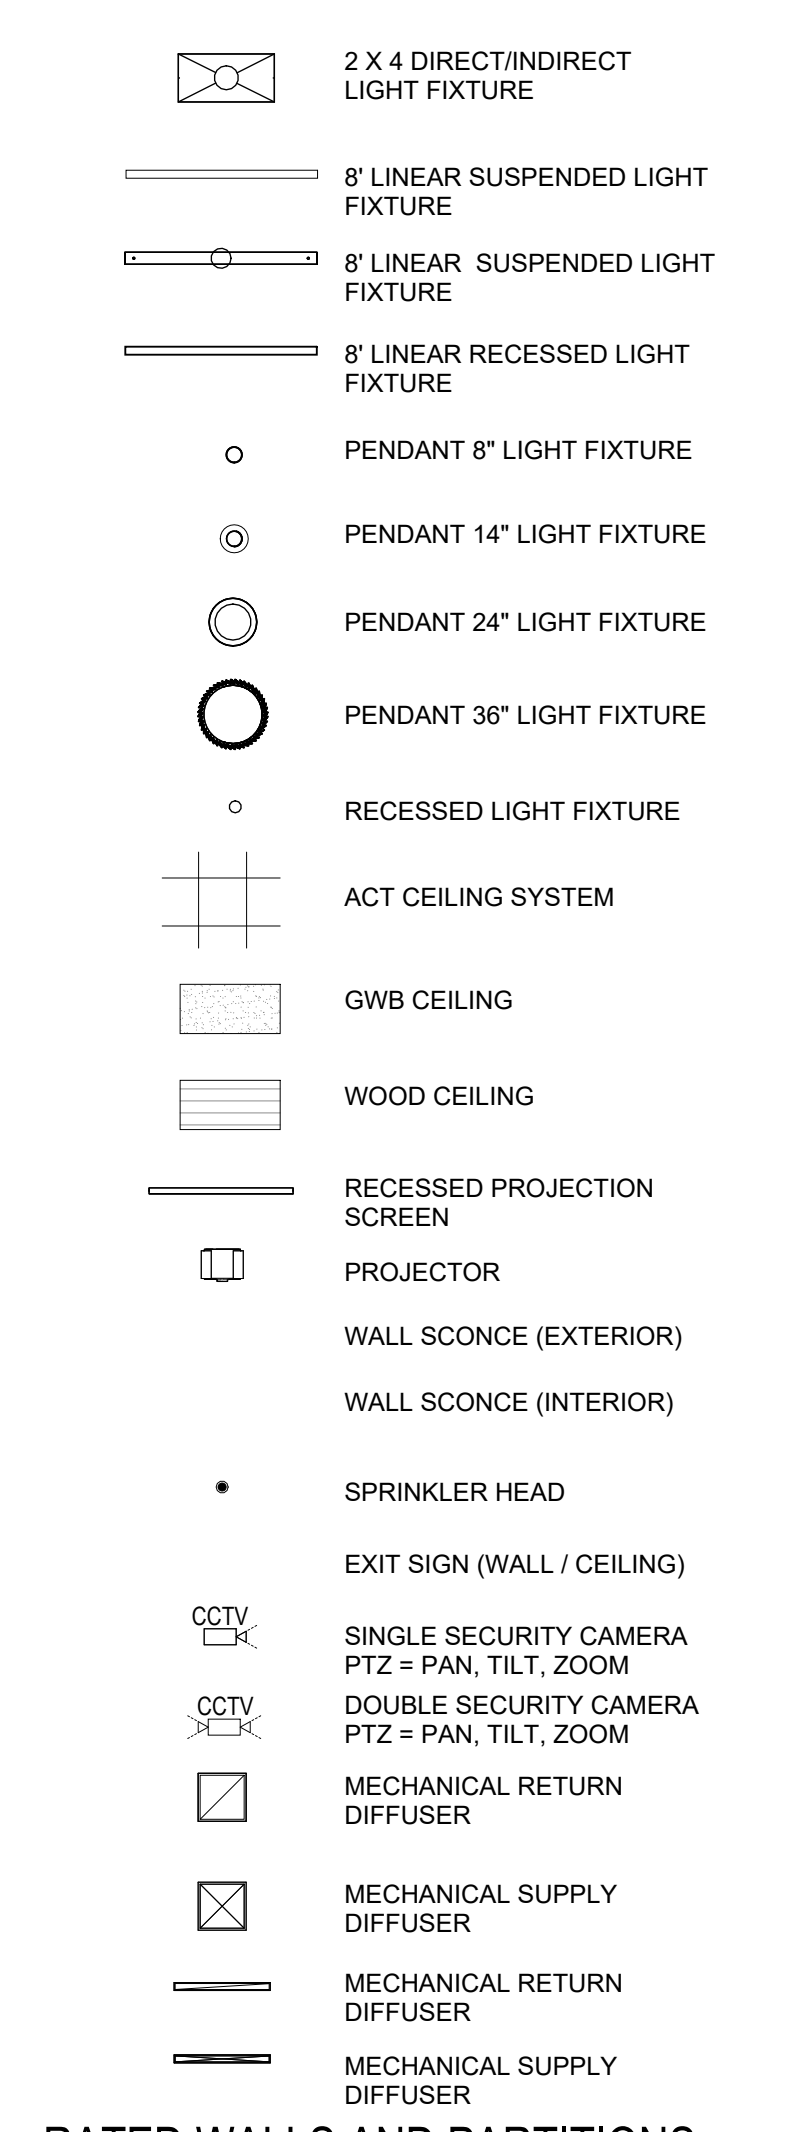 2 X 4 DIRECT/INDIRECT
LIGHT FIXTURE
8' LINEAR SUSPENDED LIGHT
FIXTURE
8' LINEAR  SUSPENDED LIGHT
FIXTURE
8' LINEAR RECESSED LIGHT
FIXTURE
PENDANT 8" LIGHT FIXTURE
PENDANT 14" LIGHT FIXTURE
PENDANT 24" LIGHT FIXTURE
PENDANT 36" LIGHT FIXTURE
RECESSED LIGHT FIXTURE
ACT CEILING SYSTEM
GWB CEILING
WOOD CEILING
RECESSED PROJECTION
SCREEN
PROJECTOR
WALL SCONCE (EXTERIOR)
WALL SCONCE (INTERIOR)
SPRINKLER HEAD
EXIT SIGN (WALL / CEILING)
CCTV
SINGLE SECURITY CAMERA
PTZ = PAN, TILT, ZOOM
CCTV
DOUBLE SECURITY CAMERA
PTZ = PAN, TILT, ZOOM
MECHANICAL RETURN
DIFFUSER
MECHANICAL SUPPLY
DIFFUSER
MECHANICAL RETURN
DIFFUSER
MECHANICAL SUPPLY
DIFFUSER
RATED WALLS AND PARTITIONS